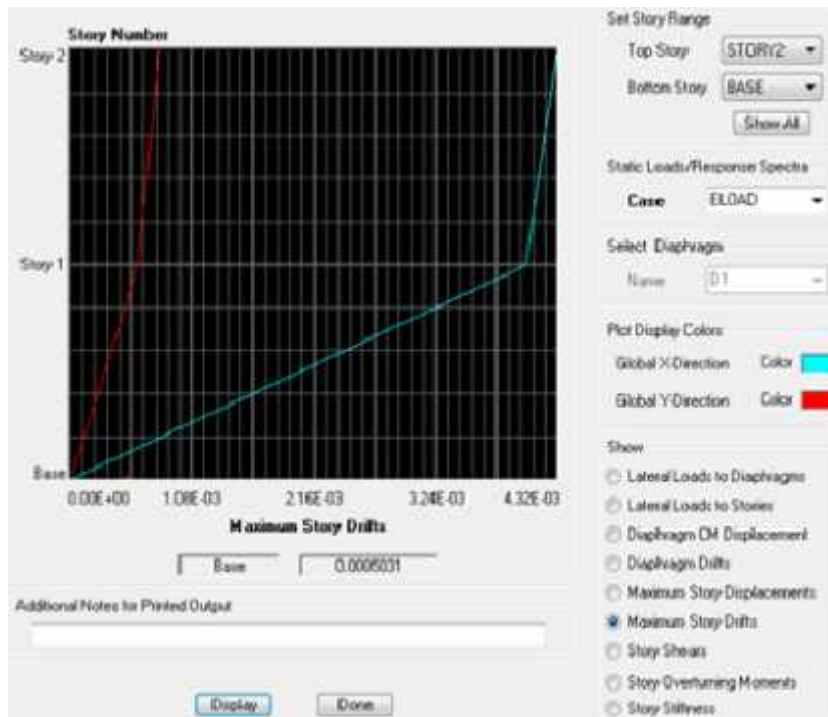 Story Number
Story 2
Story 1
Base
0.00E+00 1.08E-03 2.16E-03 3.24E-03 4.32E-03
Maximum Story Drifts
Base 0.0006031
Additional Notes for Printed Output
Display Done
Set Story Range
Top Story STORY2
Bottom Story BASE
Show All
Static Loads/Response Spectra
Case
Select Diaphragm
Name D1
Plot Display Colors
Global X-Direction Color
Global Y-Direction Color
Show
Lateral Loads to Diaphragms
Lateral Loads to Stories
Diaphragm CM Displacement
Diaphragm Drifts
Maximum Story Displacements
Maximum Story Drifts
Story Shears
Story Overturning Moments
Story Stiffness